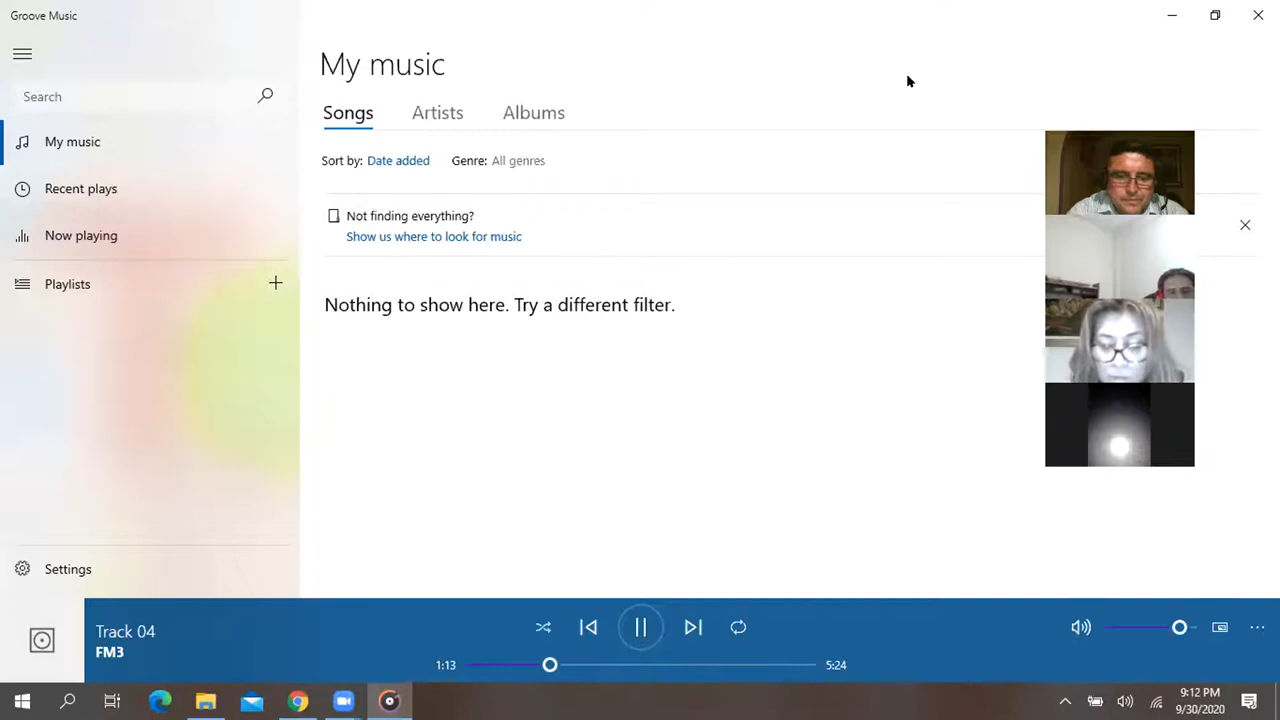 Groove Music
Search
My music
Recent plays
Now playing
Playlists
Settings
My music
Songs Artists Albums
Sort by: Date added Genre: All genres
Not finding everything?
Show us where to look for music
Nothing to show here. Try a different filter.
Track 04
FM3
1:13
5:24
9:12 PM
9/30/2020